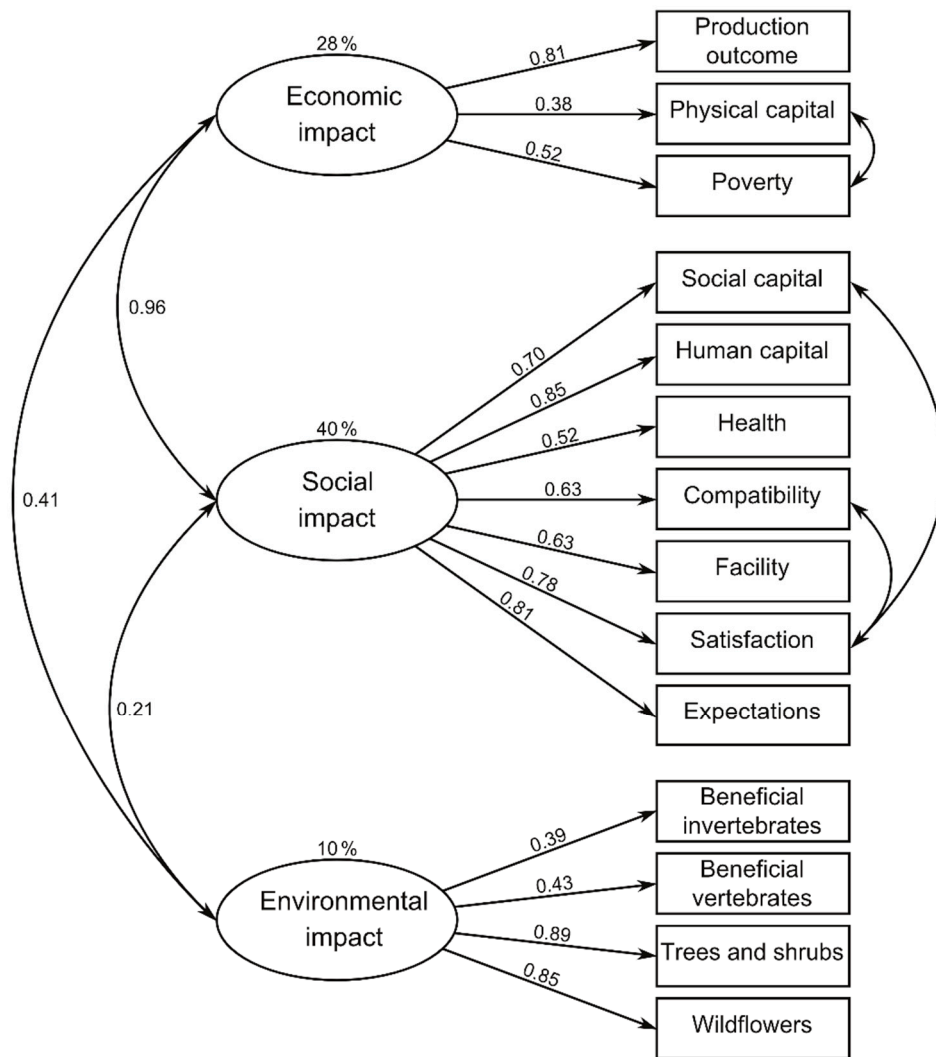 28 %
Economic
impact
0.81
0.38
0.52
Production
outcome
Physical capital
Poverty
0.96
0.41
40 %
Social
impact
0.70
0.85
0.52
0.63
0.63
0.78
0.81
Social capital
Human capital
Health
Compatibility
Facility
Satisfaction
Expectations
0.21
10 %
Environmental
impact
0.39
0.43
0.89
0.85
Beneficial
invertebrates
Beneficial
vertebrates
Trees and shrubs
Wildflowers